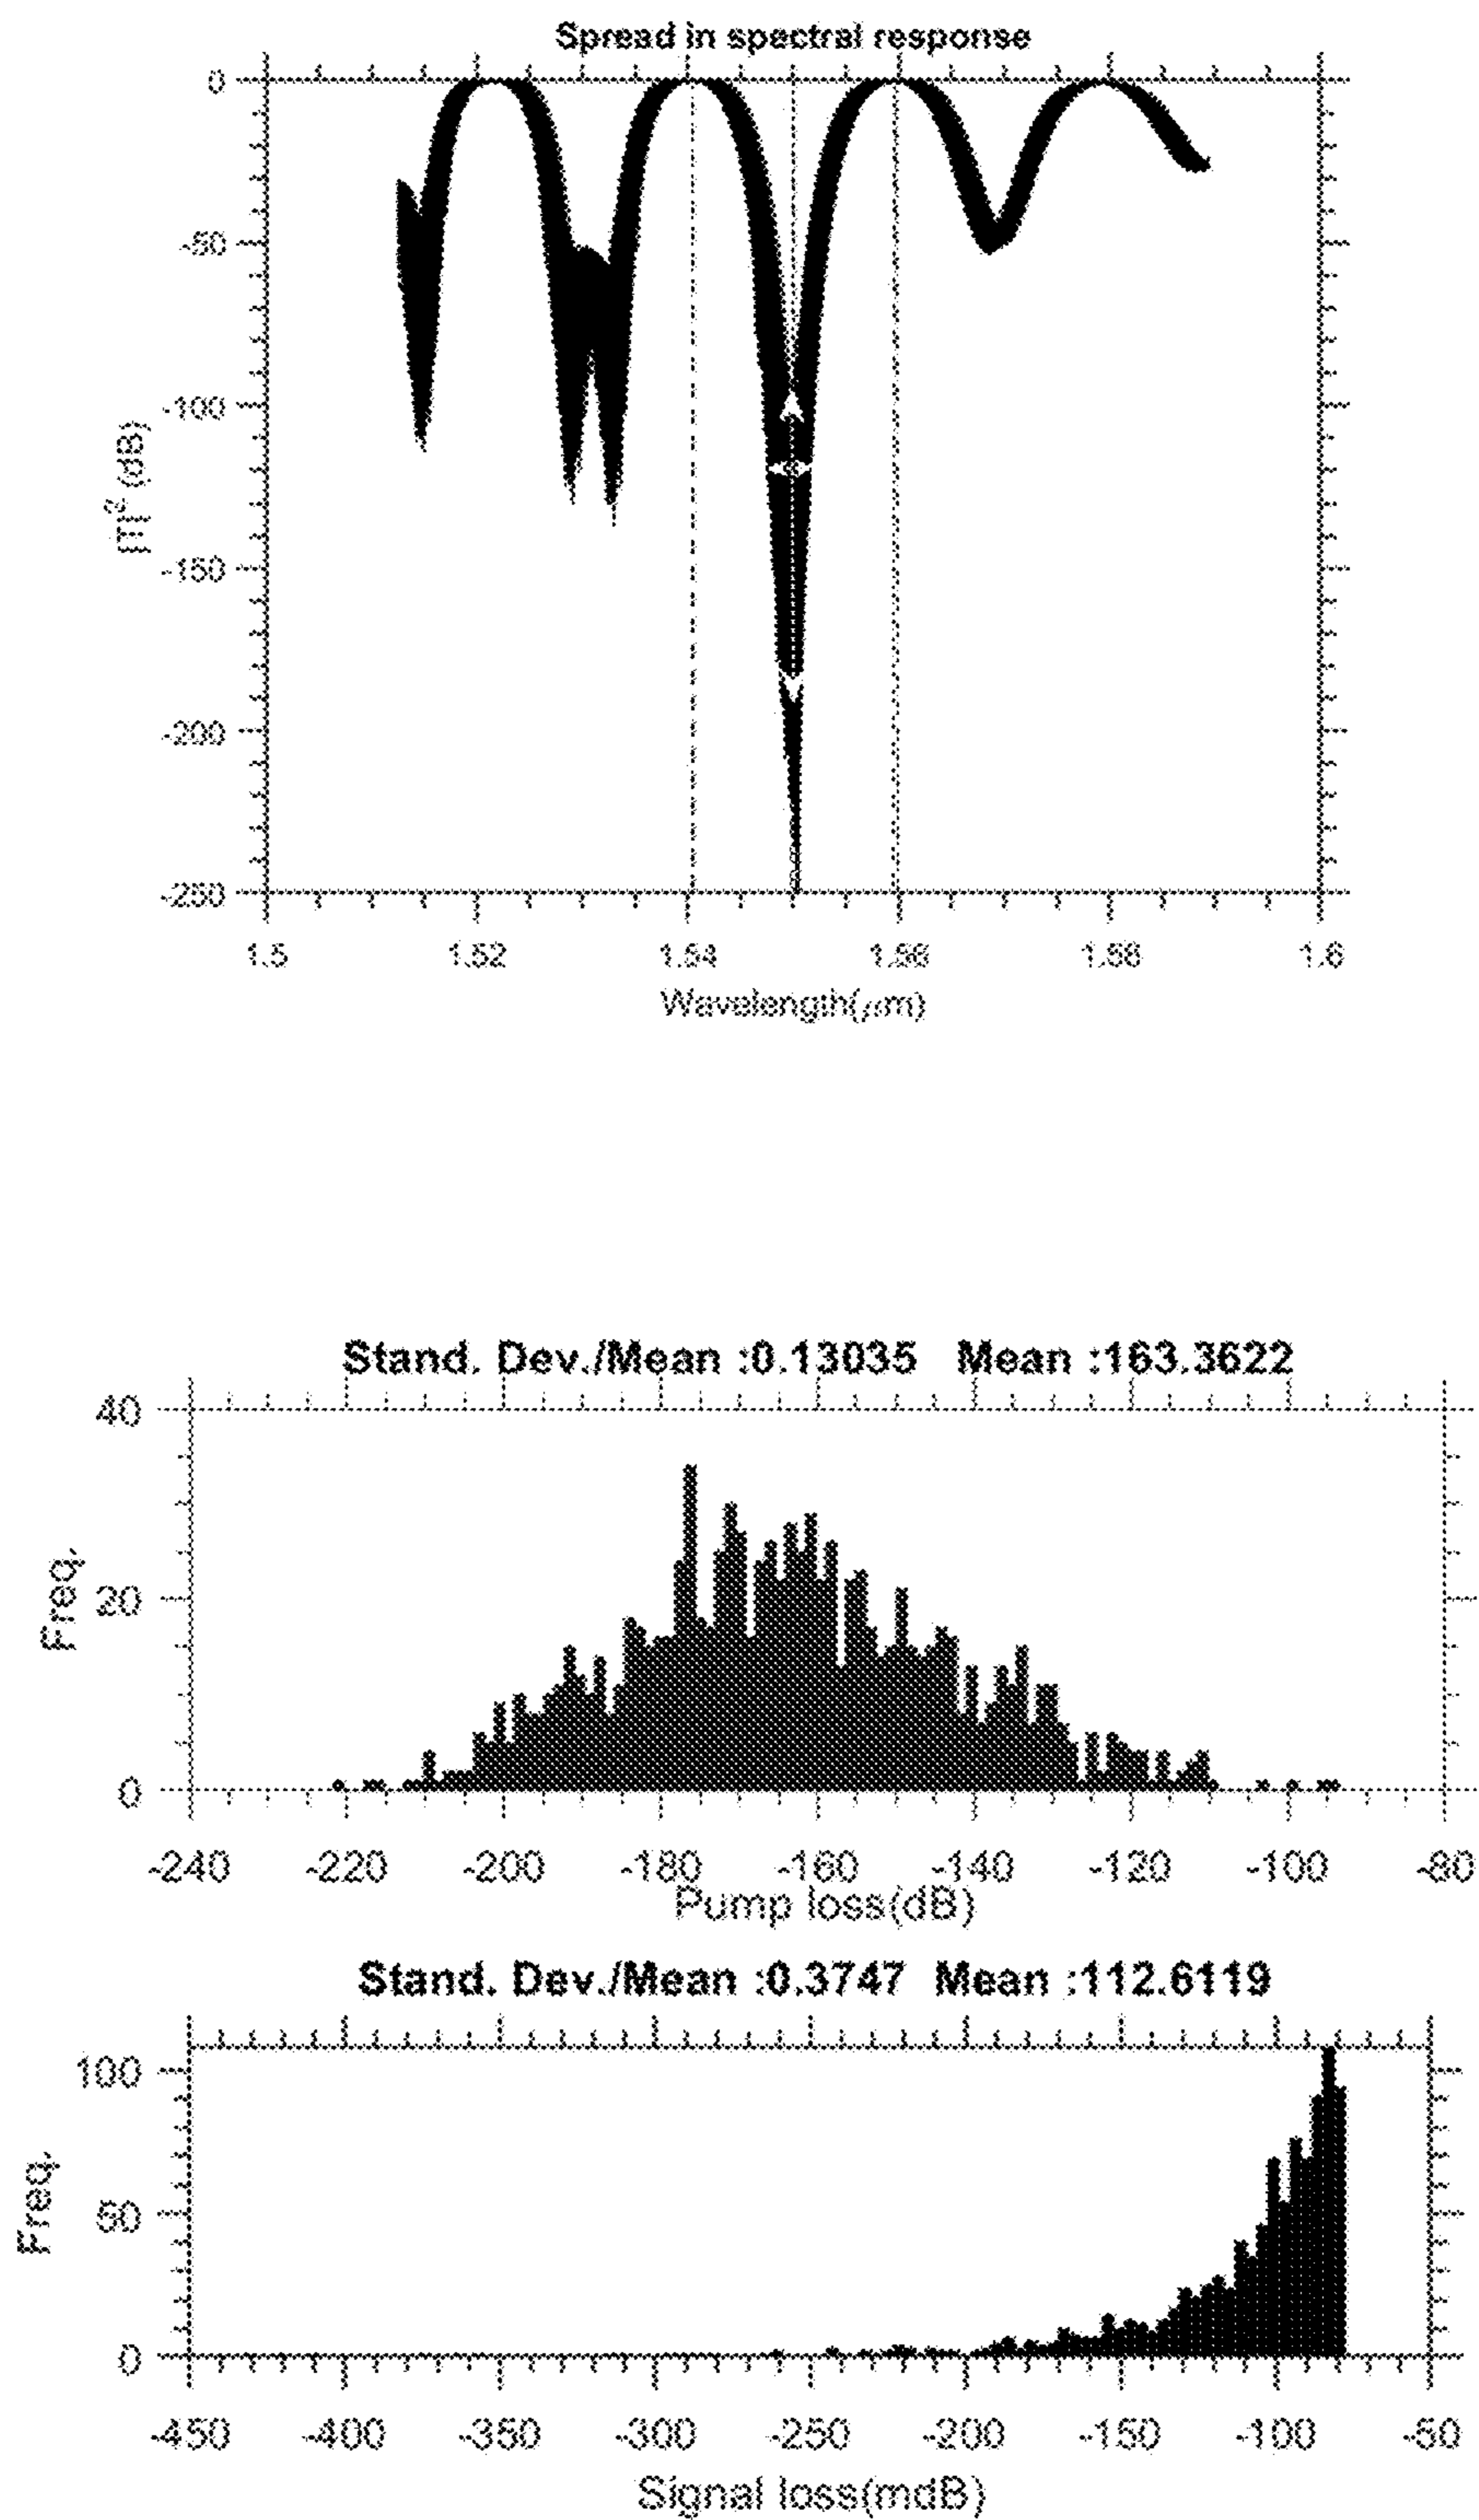 Spread in spectral response
0
-50
-100
-150
-200
-250
|T|² (dB)
1.5 1.52 1.54 1.56 1.58 1.6
Wavelength(μm)
Stand. Dev./Mean :0.13035 Mean :163.3622
40
20
0
Freq.
-240 -220 -200 -180 -160 -140 -120 -100 -80
Pump loss(dB)
Stand. Dev./Mean :0.3747 Mean :112.6119
100
50
0
Freq.
-450 -400 -350 -300 -250 -200 -150 -100 -50
Signal loss(mdB)